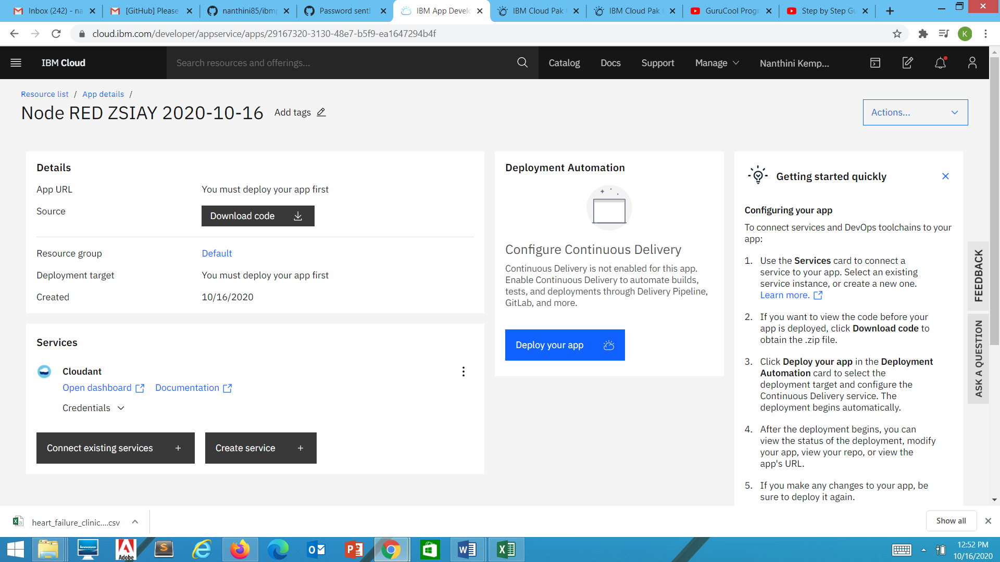 Inbox (242) - na
[GitHub] Please
nanthini85/ibm
Password sent! -
IBM App Develo
IBM Cloud Pak f
IBM Cloud Pak f
GuruCool Progr
Step by Step Gu
cloud.ibm.com/developer/appservice/apps/29167320-3130-48e7-b5f9-ea1647294b4f
K
IBM Cloud
Search resources and offerings...
Catalog
Docs
Support
Manage
Nanthini Kemp...
Resource list / App details /
Node RED ZSIAY 2020-10-16
Add tags
Actions...
Details
App URL
You must deploy your app first
Source
Download code
Resource group
Default
Deployment target
You must deploy your app first
Created
10/16/2020
Services
Cloudant
Open dashboard
Documentation
Credentials
Connect existing services +
Create service +
Deployment Automation
Configure Continuous Delivery
Continuous Delivery is not enabled for this app.
Enable Continuous Delivery to automate builds,
tests, and deployments through Delivery Pipeline,
GitLab, and more.
Deploy your app
Getting started quickly
Configuring your app
To connect services and DevOps toolchains to your
app:
1. Use the Services card to connect a
service to your app. Select an existing
service instance, or create a new one.
Learn more.
2. If you want to view the code before your
app is deployed, click Download code to
obtain the .zip file.
3. Click Deploy your app in the Deployment
Automation card to select the
deployment target and configure the
Continuous Delivery service. The
deployment begins automatically.
4. After the deployment begins, you can
view the status of the deployment, modify
your app, view your repo, or view the
app's URL.
5. If you make any changes to your app, be
sure to deploy it again.
FEEDBACK
ASK A QUESTION
heart_failure_clinic....csv
Show all
Adobe
12:52 PM
10/16/2020